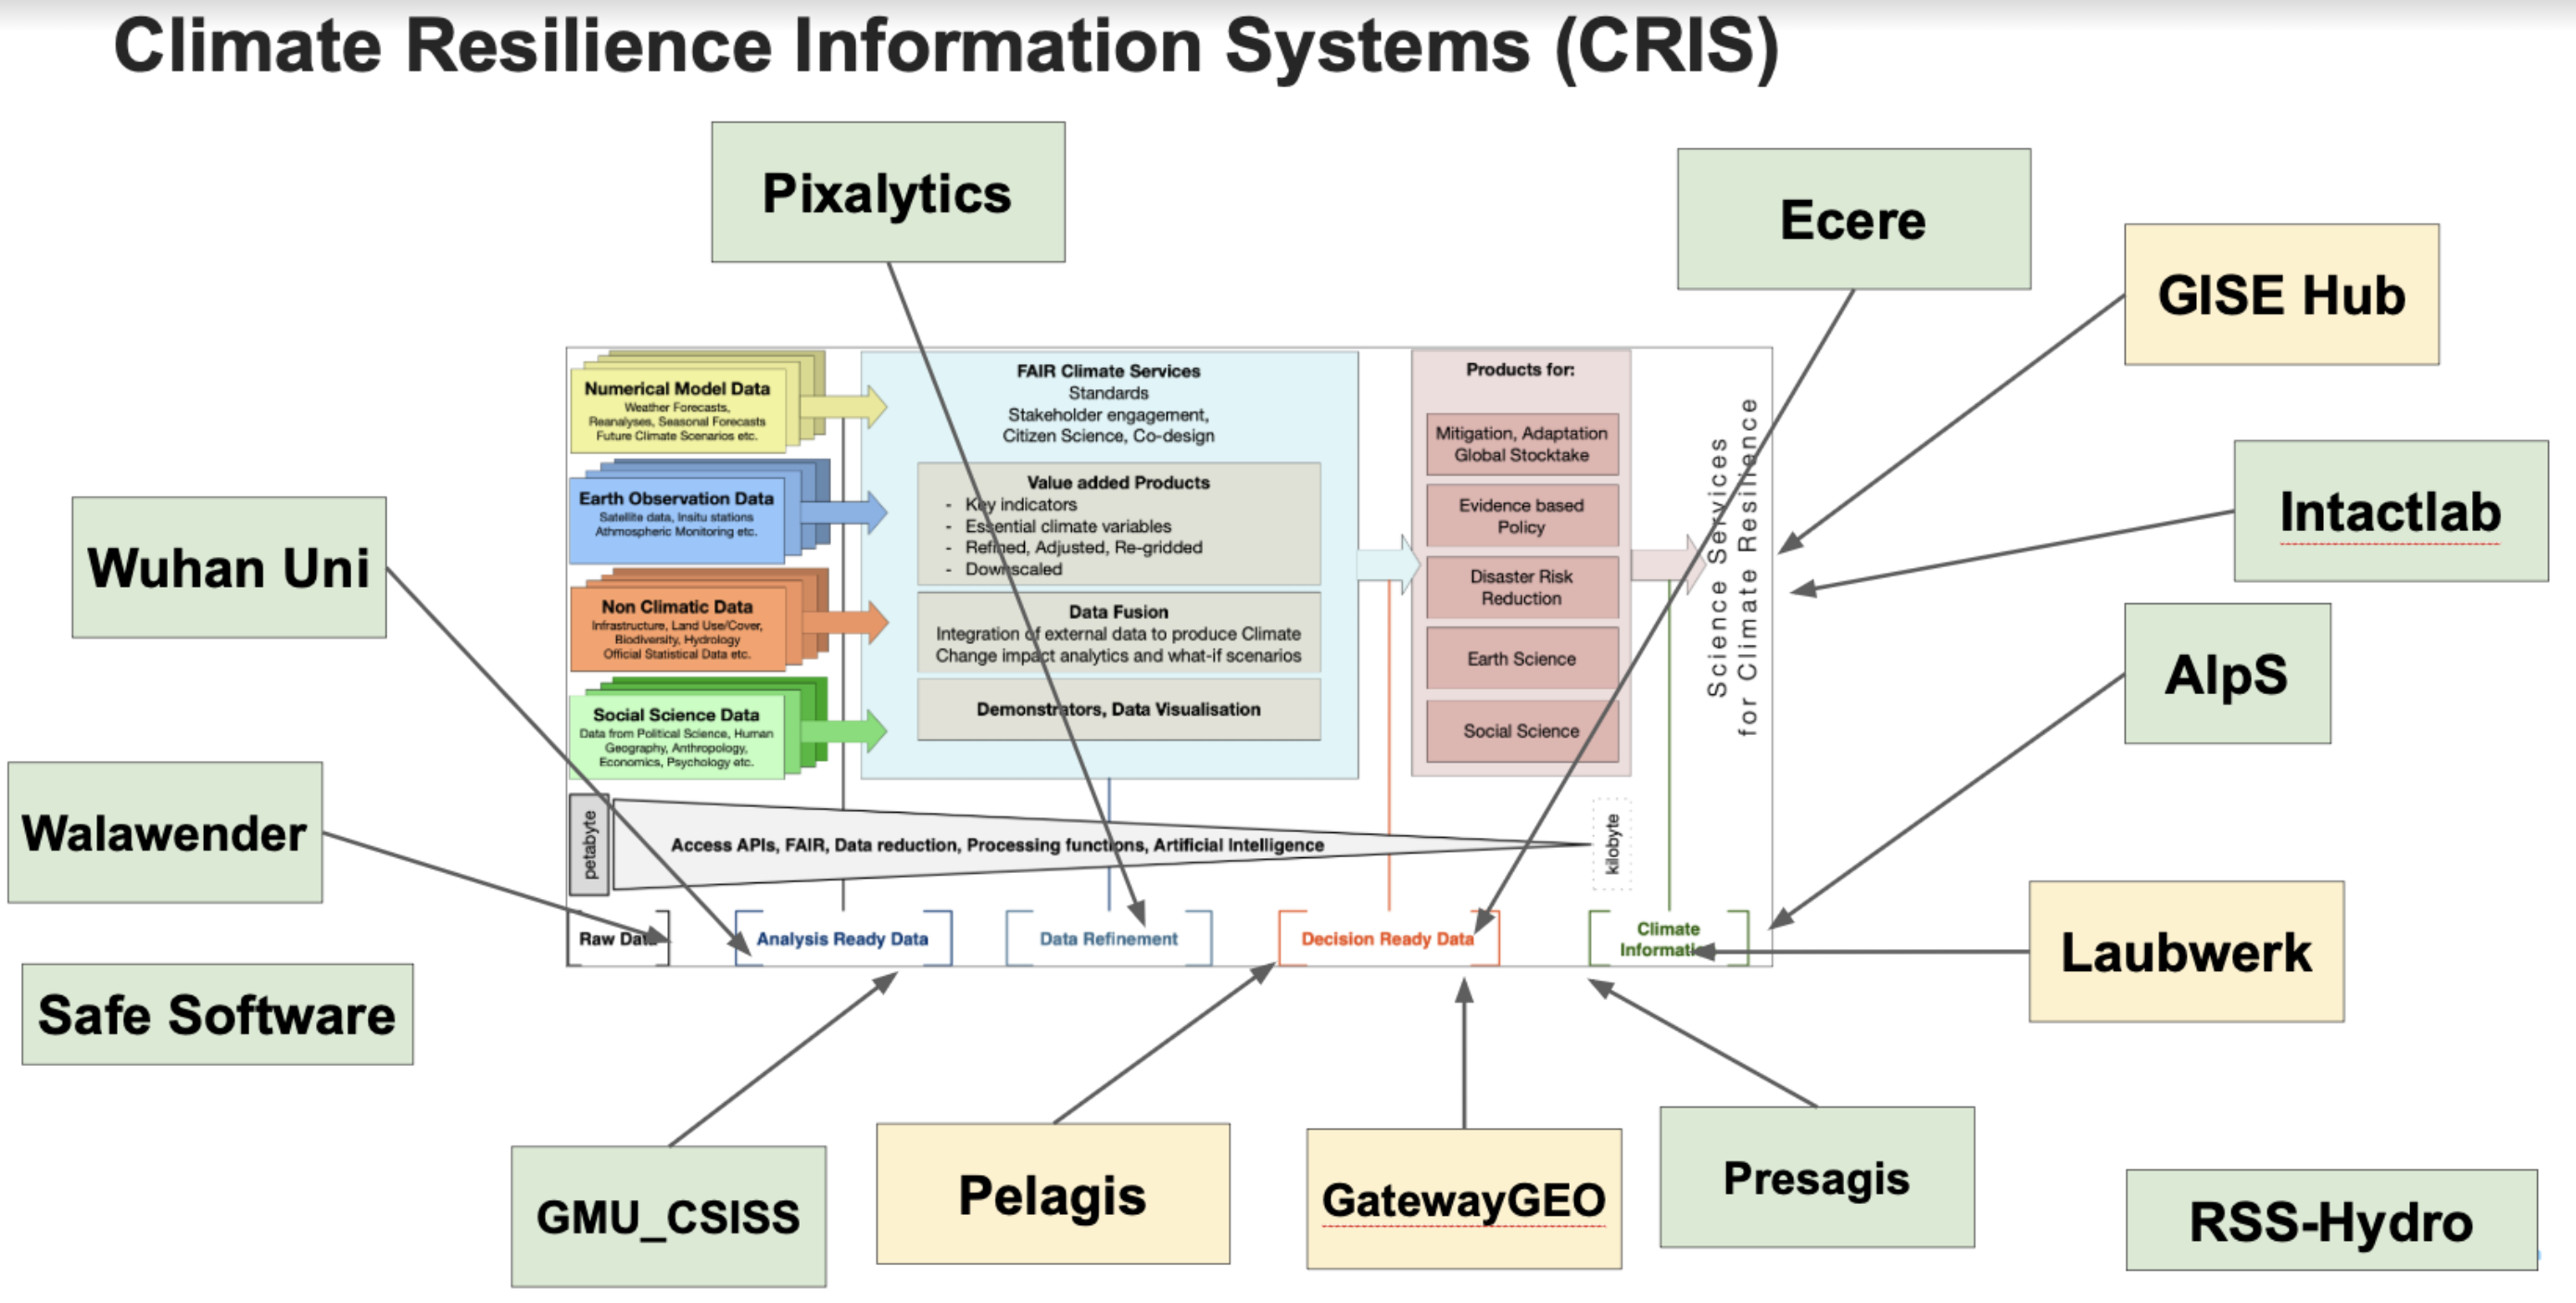 Climate Resilience Information Systems (CRIS)
Pixalytics
Ecere
GISE Hub
Intactlab
AlpS
Laubwerk
RSS-Hydro
Presagis
GatewayGEO
Pelagis
GMU_CSISS
Safe Software
Walawender
Wuhan Uni
Numerical Model Data
Weather Forecasts,
Reanalyses, Seasonal Forecasts
Future Climate Scenarios etc.
Earth Observation Data
Satellite data, Insitu stations
Athmospheric Monitoring etc.
Non Climatic Data
Infrastructure, Land Use/Cover,
Biodiversity, Hydrology
Official Statistical Data etc.
Social Science Data
Data from Political Science, Human
Geography, Anthropology,
Economics, Psychology etc.
FAIR Climate Services
Standards
Stakeholder engagement,
Citizen Science, Co-design
Value added Products
- Key indicators
- Essential climate variables
- Refined, Adjusted, Re-gridded
- Downscaled
Data Fusion
Integration of external data to produce Climate
Change impact analytics and what-if scenarios
Demonstrators, Data Visualisation
Products for:
Mitigation, Adaptation
Global Stocktake
Evidence based
Policy
Disaster Risk
Reduction
Earth Science
Social Science
Science Services
for Climate Resilience
petabyte
Access APIs, FAIR, Data reduction, Processing functions, Artificial Intelligence
kilobyte
Raw Data
Analysis Ready Data
Data Refinement
Decision Ready Data
Climate
Information